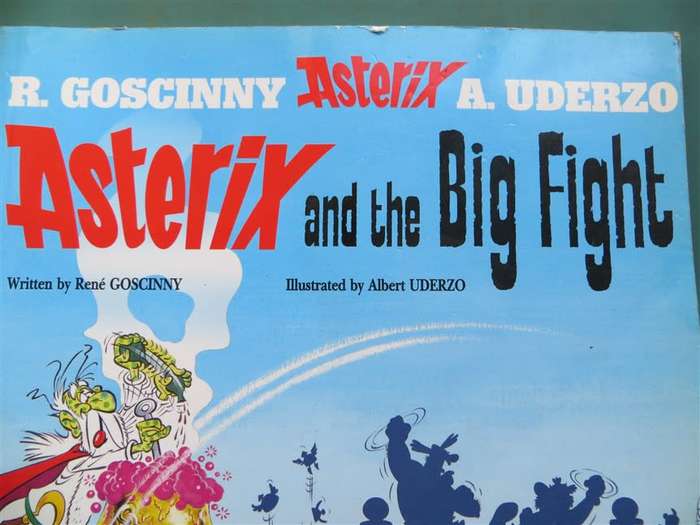 R. GOSCINNY Asterix A. UDERZO
Asterix and the Big Fight
Written by René GOSCINNY Illustrated by Albert UDERZO